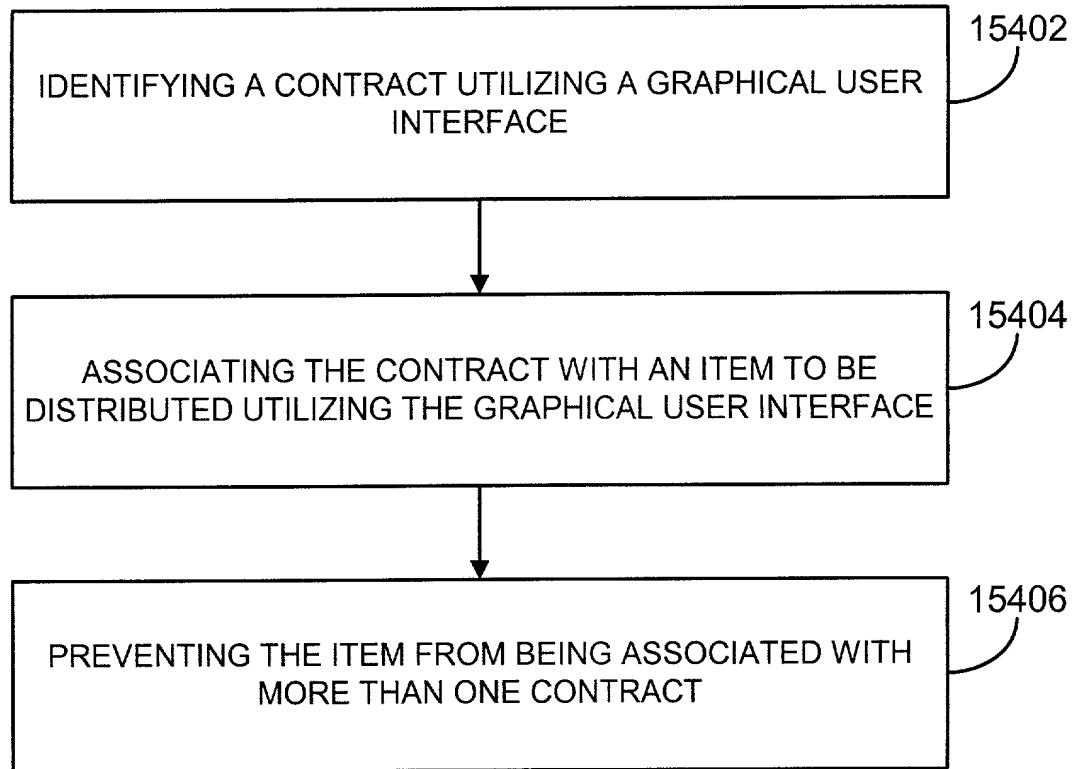 15402
IDENTIFYING A CONTRACT UTILIZING A GRAPHICAL USER
INTERFACE
15404
ASSOCIATING THE CONTRACT WITH AN ITEM TO BE
DISTRIBUTED UTILIZING THE GRAPHICAL USER INTERFACE
15406
PREVENTING THE ITEM FROM BEING ASSOCIATED WITH
MORE THAN ONE CONTRACT